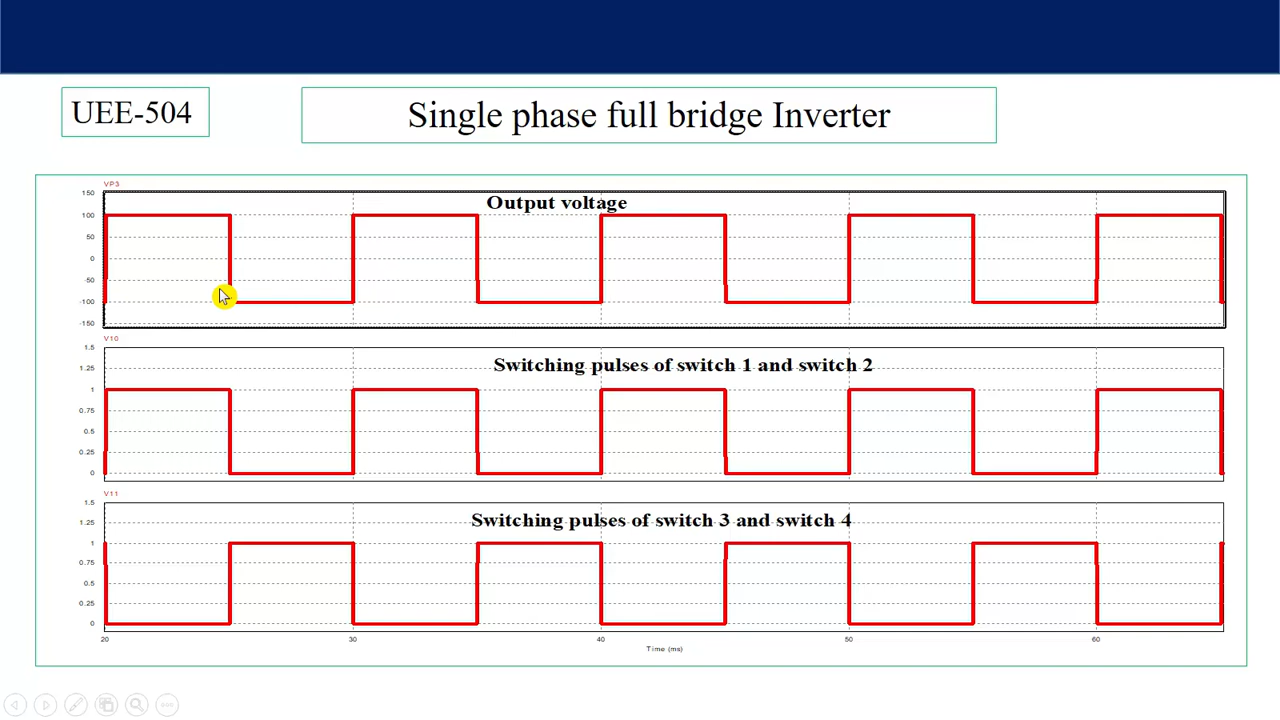 UEE-504
Single phase full bridge Inverter
VP3
Output voltage
150
100
50
0
-50
-100
-150
V10
Switching pulses of switch 1 and switch 2
1.5
1.25
1
0.75
0.5
0.25
0
V11
Switching pulses of switch 3 and switch 4
1.5
1.25
1
0.75
0.5
0.25
0
20 30 40 50 60
Time (ms)